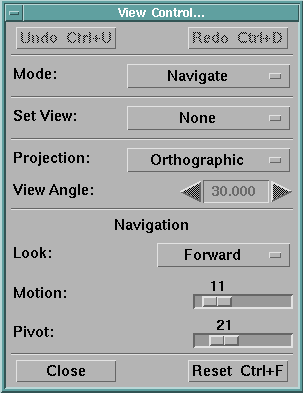 View Control...
Undo Ctrl+U Redo Ctrl+D
Mode: Navigate
Set View: None
Projection: Orthographic
View Angle: 30.000
Navigation
Look: Forward
Motion: 11
Pivot: 21
Close Reset Ctrl+F